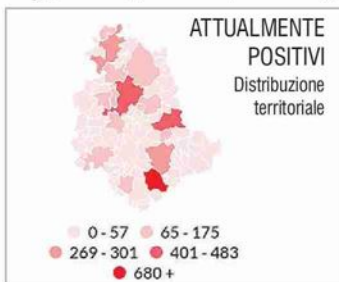 ATTUALMENTE
POSITIVI
Distribuzione
territoriale
0 - 57 65 - 175
269 - 301 401 - 483
680 +